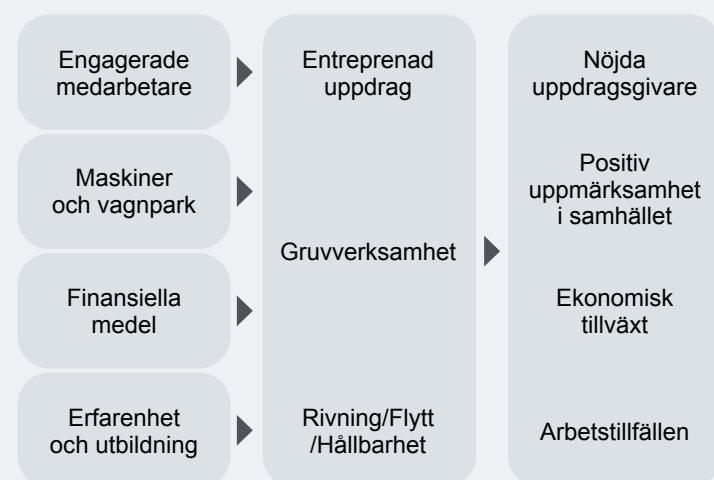 Engagerade
medarbetare
Maskiner
och vagnpark
Finansiella
medel
Erfarenhet
och utbildning
Entreprenad
uppdrag
Gruvverksamhet
Rivning/Flytt
/Hållbarhet
Nöjda
uppdragsgivare
Positiv
uppmärksamhet
i samhället
Ekonomisk
tillväxt
Arbetstillfällen